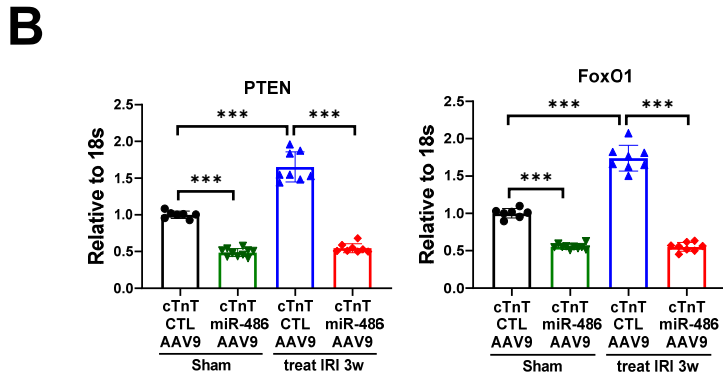 B
PTEN
Relative to 18s
2.5
2.0
1.5
1.0
0.5
0.0
***
***
***
cTnT cTnT cTnT cTnT
CTL miR-486 CTL miR-486
AAV9 AAV9 AAV9 AAV9
Sham treat IRI 3w
FoxO1
Relative to 18s
2.5
2.0
1.5
1.0
0.5
0.0
***
***
***
cTnT cTnT cTnT cTnT
CTL miR-486 CTL miR-486
AAV9 AAV9 AAV9 AAV9
Sham treat IRI 3w